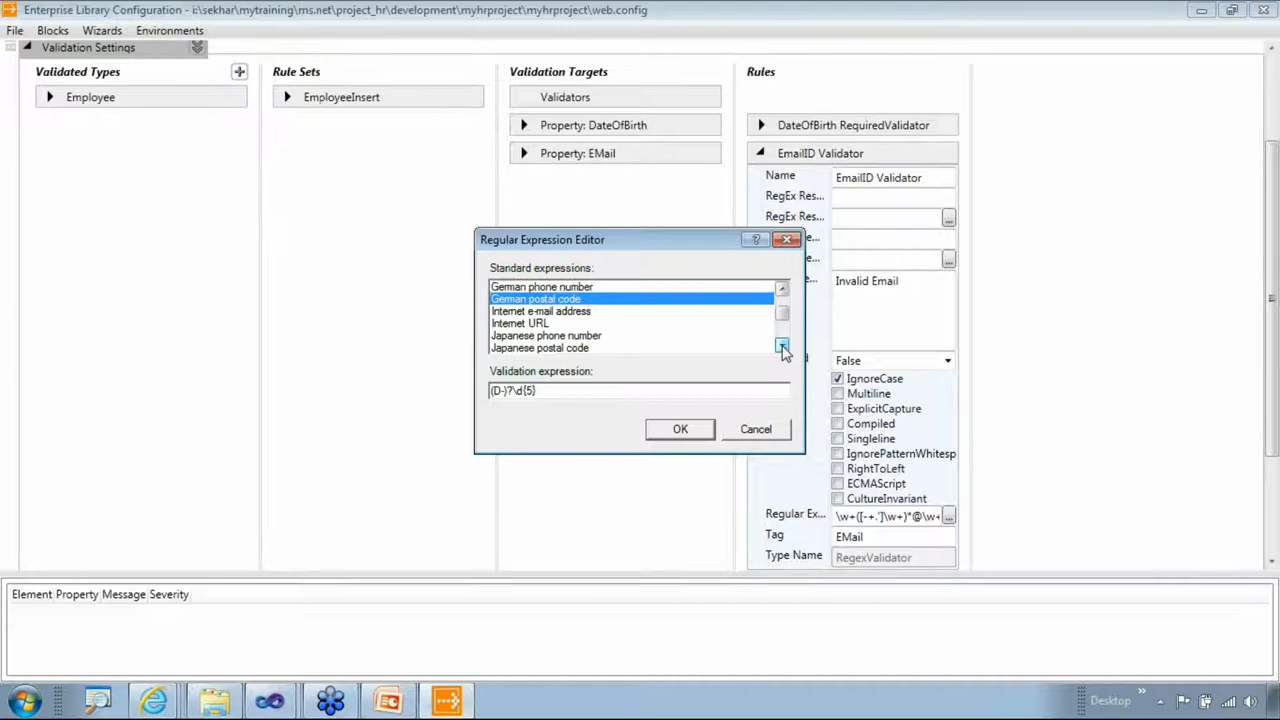 Enterprise Library Configuration - i:\sekhar\mytraining\ms.net\project_hr\development\myhrproject\myhrproject\web.config
File Blocks Wizards Environments
Validation Settings
Validated Types Rule Sets Validation Targets Rules
Employee EmployeeInsert Validators
Property: DateOfBirth DateOfBirth RequiredValidator
Property: EMail EmailID Validator
Name EmailID Validator
RegEx Res...
RegEx Res... ...
Regular Expression Editor
Standard expressions:
German phone number
German postal code
Internet e-mail address
Internet URL
Japanese phone number
Japanese postal code
Validation expression:
(D-)?\d{5}
OK Cancel
...
Invalid Email
False
IgnoreCase
Multiline
ExplicitCapture
Compiled
Singleline
IgnorePatternWhitesp
RightToLeft
ECMAScript
CultureInvariant
Regular Ex... \w+([-+.']\w+)*@\w+ ...
Tag EMail
Type Name RegexValidator
Element Property Message Severity
Desktop